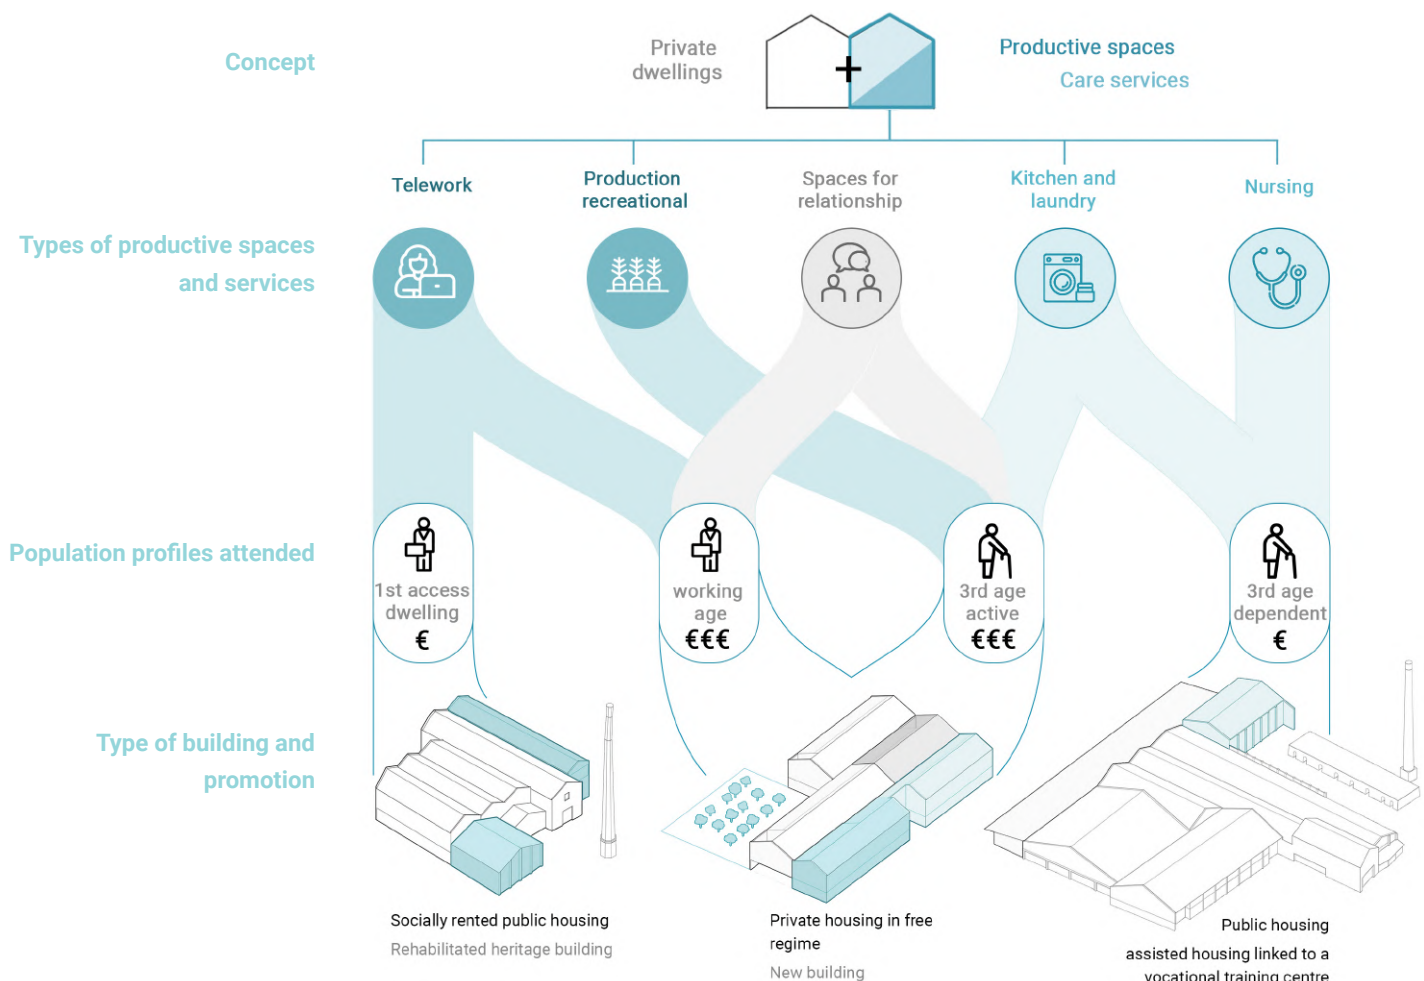 Concept
Private
dwellings
+
Productive spaces
Care services
Telework
Production
recreational
Spaces for
relationship
Kitchen and
laundry
Nursing
Types of productive spaces
and services
Population profiles attended
1st access
dwelling
€
working
age
€€€
3rd age
active
€€€
3rd age
dependent
€
Type of building and
promotion
Socially rented public housing
Rehabilitated heritage building
Private housing in free
regime
New building
Public housing
assisted housing linked to a
vocational training centre